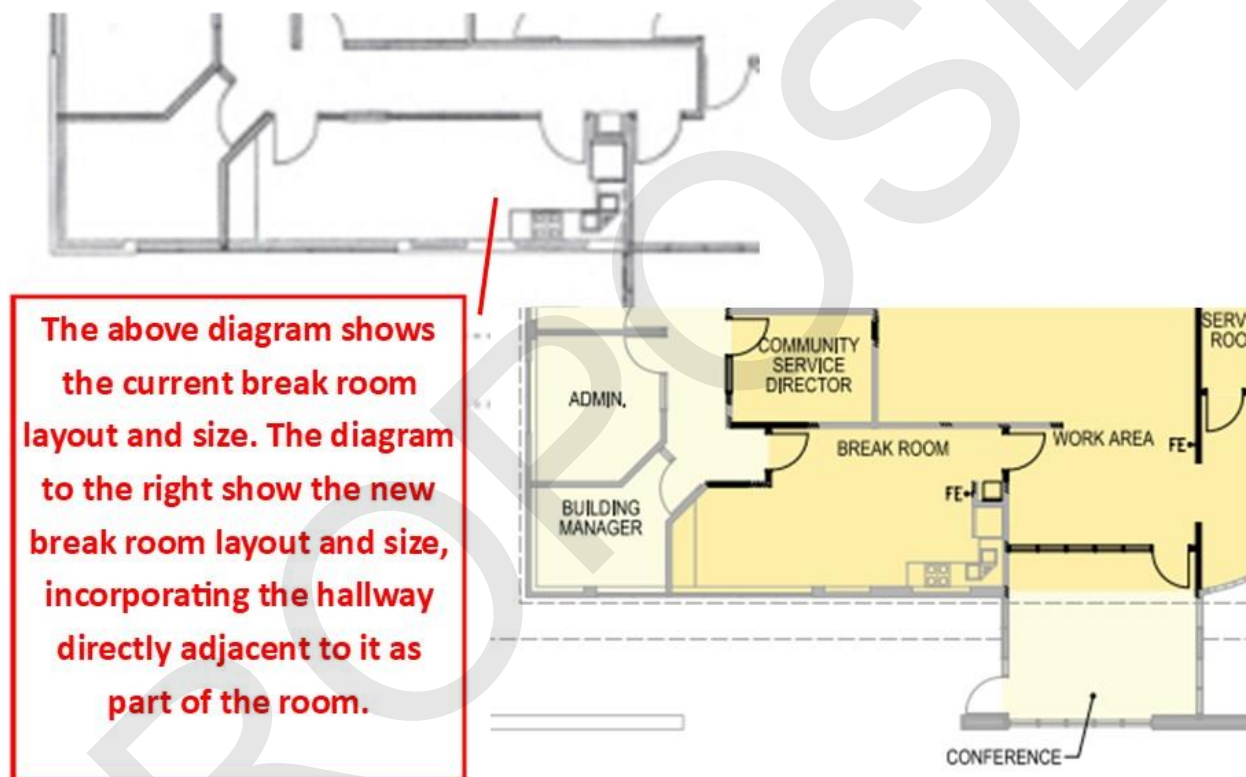 The above diagram shows
the current break room
layout and size. The diagram
to the right show the new
break room layout and size,
incorporating the hallway
directly adjacent to it as
part of the room.
COMMUNITY
SERVICE
DIRECTOR
ADMIN.
BREAK ROOM
WORK AREA
FE
FE
BUILDING
MANAGER
CONFERENCE